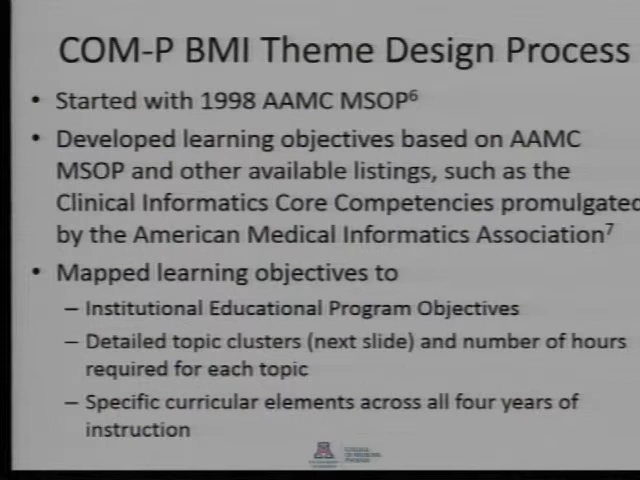 COM-P BMI Theme Design Process
• Started with 1998 AAMC MSOP⁶
• Developed learning objectives based on AAMC
MSOP and other available listings, such as the
Clinical Informatics Core Competencies promulgated
by the American Medical Informatics Association⁷
• Mapped learning objectives to
– Institutional Educational Program Objectives
– Detailed topic clusters (next slide) and number of hours
required for each topic
– Specific curricular elements across all four years of
instruction